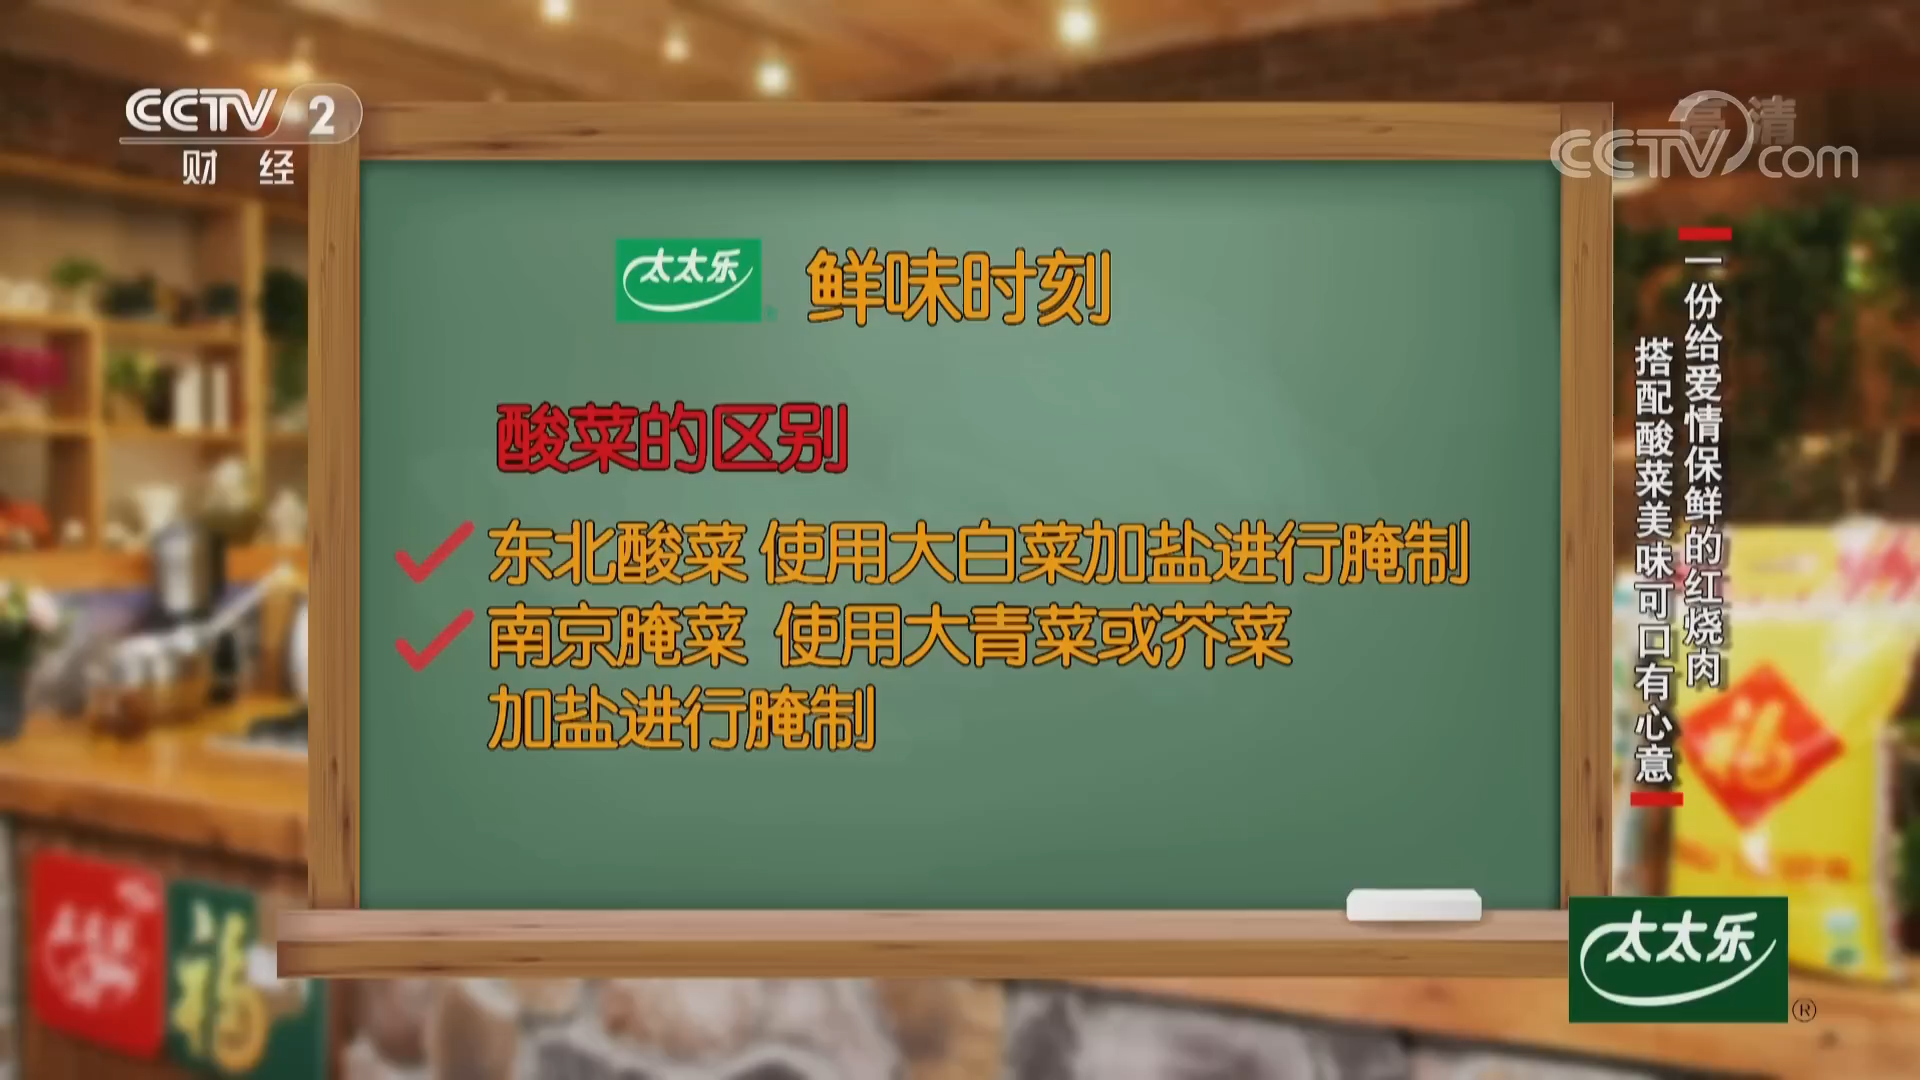 CCTV 2
财 经
高清
CCTV com
太太乐 鲜味时刻
酸菜的区别
东北酸菜 使用大白菜加盐进行腌制
南京腌菜 使用大青菜或芥菜
加盐进行腌制
一份给爱情保鲜的红烧肉
搭配酸菜美味可口有心意
福
福
太太乐
®